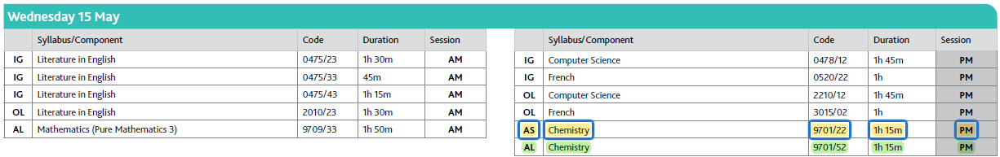 Wednesday 15 May
Syllabus/Component Code Duration Session
IG Literature in English 0475/23 1h 30m AM
IG Literature in English 0475/33 45m AM
IG Literature in English 0475/43 1h 15m AM
OL Literature in English 2010/23 1h 30m AM
AL Mathematics (Pure Mathematics 3) 9709/33 1h 50m AM
Syllabus/Component Code Duration Session
IG Computer Science 0478/12 1h 45m PM
IG French 0520/22 1h PM
OL Computer Science 2210/12 1h 45m PM
OL French 3015/02 1h PM
AS Chemistry 9701/22 1h 15m PM
AL Chemistry 9701/52 1h 15m PM